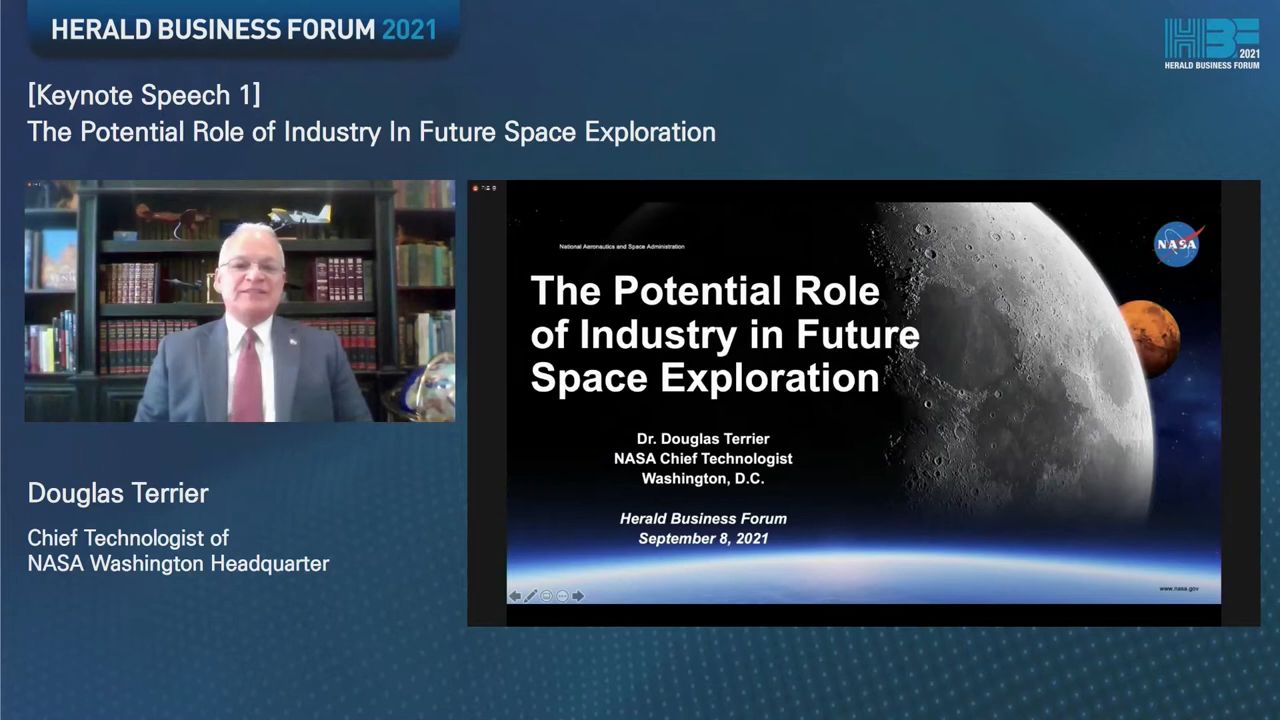 HERALD BUSINESS FORUM 2021
HBF 2021
HERALD BUSINESS FORUM
[Keynote Speech 1]
The Potential Role of Industry In Future Space Exploration
National Aeronautics and Space Administration
NASA
The Potential Role
of Industry in Future
Space Exploration
Dr. Douglas Terrier
NASA Chief Technologist
Washington, D.C.
Herald Business Forum
September 8, 2021
www.nasa.gov
Douglas Terrier
Chief Technologist of
NASA Washington Headquarter